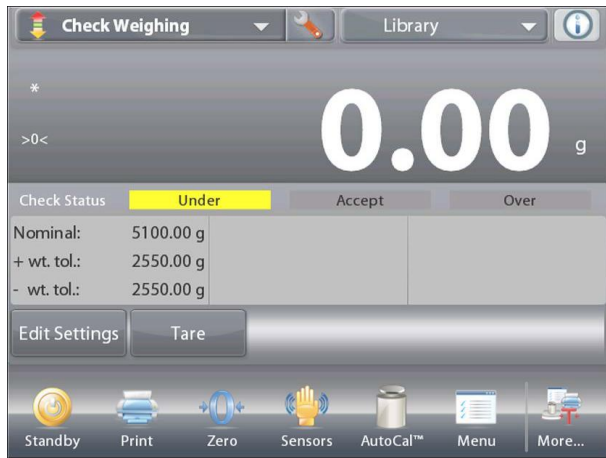 Check Weighing Library
*
0.00 g
>0<
Check Status Under Accept Over
Nominal: 5100.00 g
+ wt. tol.: 2550.00 g
- wt. tol.: 2550.00 g
Edit Settings Tare
Standby Print Zero Sensors AutoCal™ Menu More...